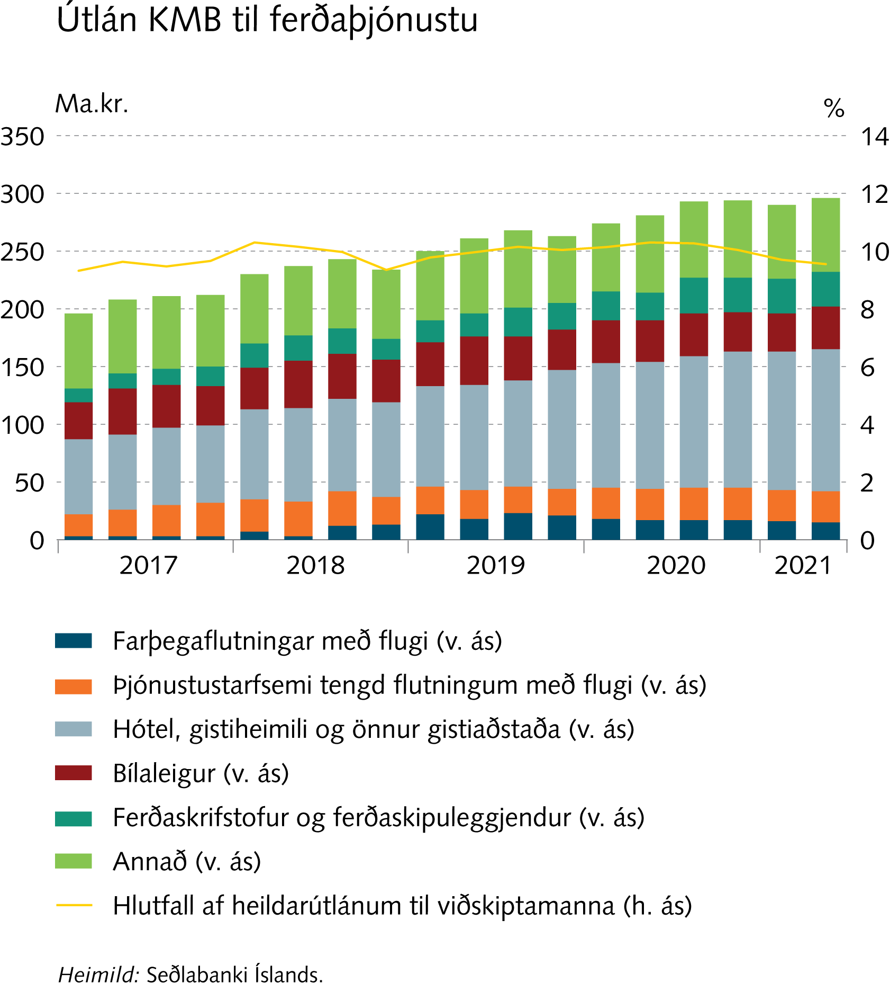 Útlán KMB til ferðaþjónustu
Ma.kr.
%
350
14
300
12
250
10
200
8
150
6
100
4
50
2
0
0
2017
2018
2019
2020
2021
Farþegaflutningar með flugi (v. ás)
Þjónustustarfsemi tengd flutningum með flugi (v. ás)
Hótel, gistiheimili og önnur gistiaðstaða (v. ás)
Bílaleigur (v. ás)
Ferðaskrifstofur og ferðaskipuleggjendur (v. ás)
Annað (v. ás)
Hlutfall af heildarútlánum til viðskiptamanna (h. ás)
Heimild: Seðlabanki Íslands.